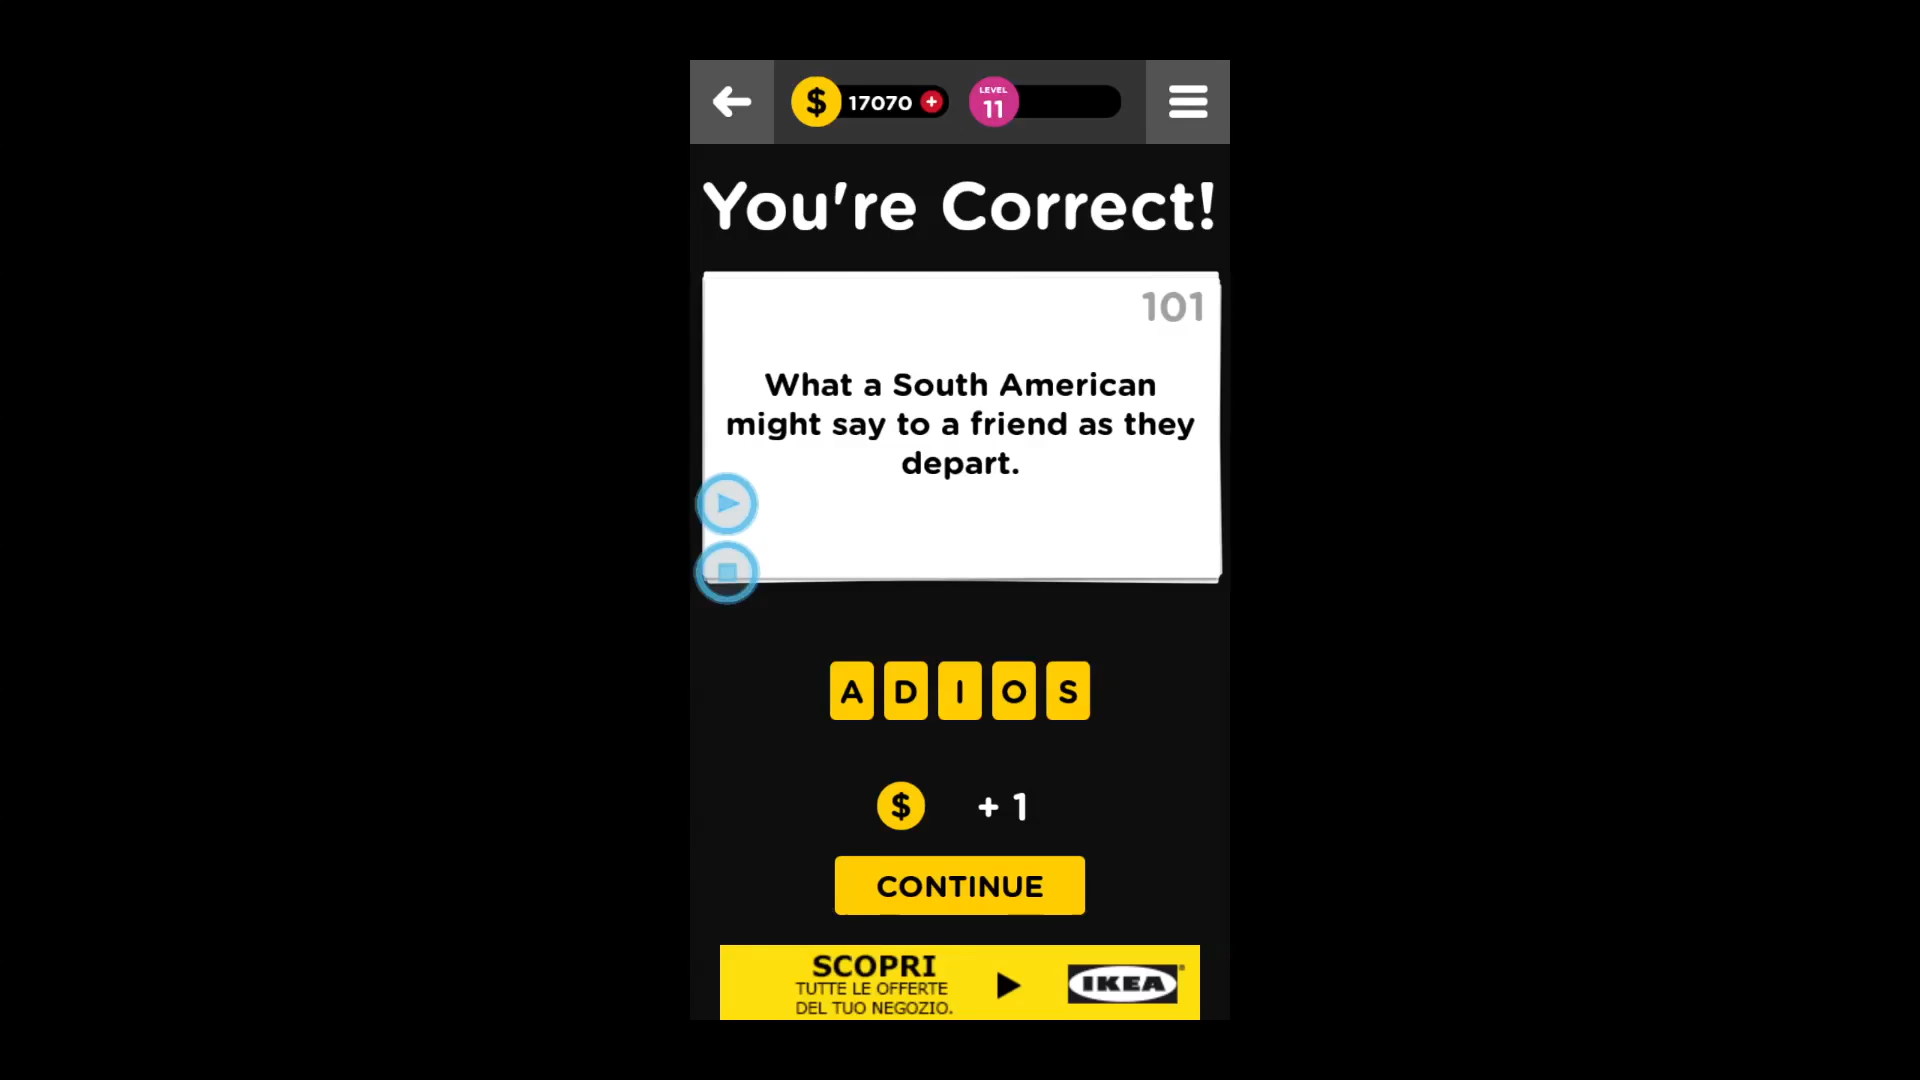 $ 17070 + LEVEL
11
You're Correct!
101
What a South American
might say to a friend as they
depart.
A D I O S
$ + 1
CONTINUE
SCOPRI
TUTTE LE OFFERTE
DEL TUO NEGOZIO.
IKEA®